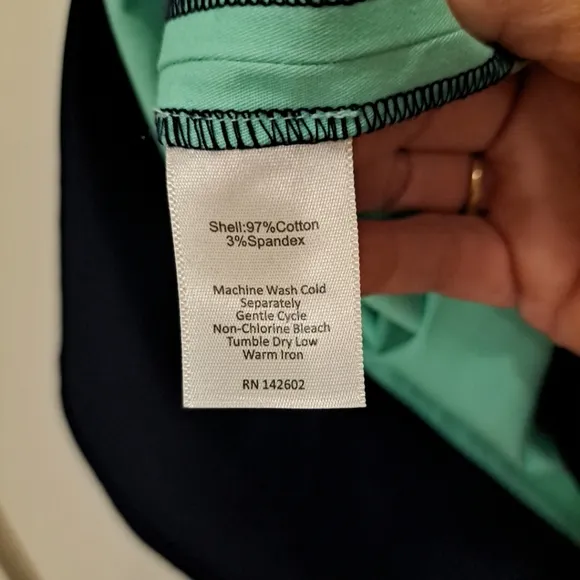 Shell:97%Cotton
3%Spandex
Machine Wash Cold
Separately
Gentle Cycle
Non-Chlorine Bleach
Tumble Dry Low
Warm Iron
RN 142602